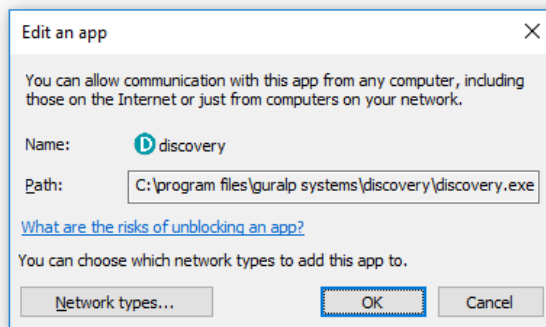 Edit an app
You can allow communication with this app from any computer, including
those on the Internet or just from computers on your network.
Name:
discovery
Path:
C:\program files\guralp systems\discovery\discovery.exe
What are the risks of unblocking an app?
You can choose which network types to add this app to.
Network types...
OK
Cancel